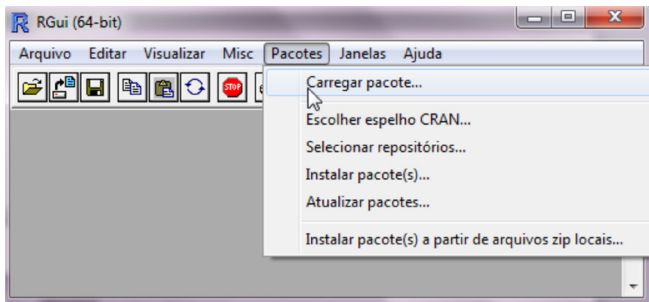 RGui (64-bit)
Arquivo Editar Visualizar Misc Pacotes Janelas Ajuda
STOP
Carregar pacote...
Escolher espelho CRAN...
Selecionar repositórios...
Instalar pacote(s)...
Atualizar pacotes...
Instalar pacote(s) a partir de arquivos zip locais...